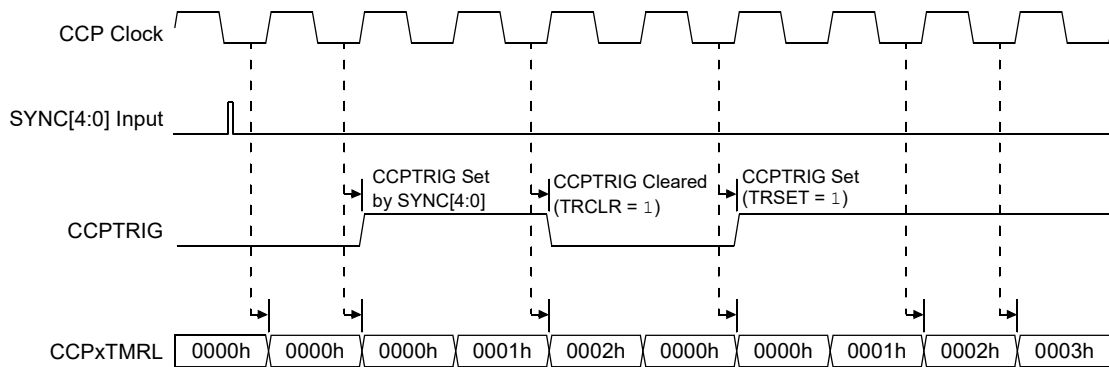 CCP Clock
SYNC[4:0] Input
CCPTRIG Set
by SYNC[4:0]
CCPTRIG Cleared
(TRCLR = 1)
CCPTRIG Set
(TRSET = 1)
CCPTRIG
CCPxTMRL
0000h 0000h 0000h 0001h 0002h 0000h 0000h 0001h 0002h 0003h